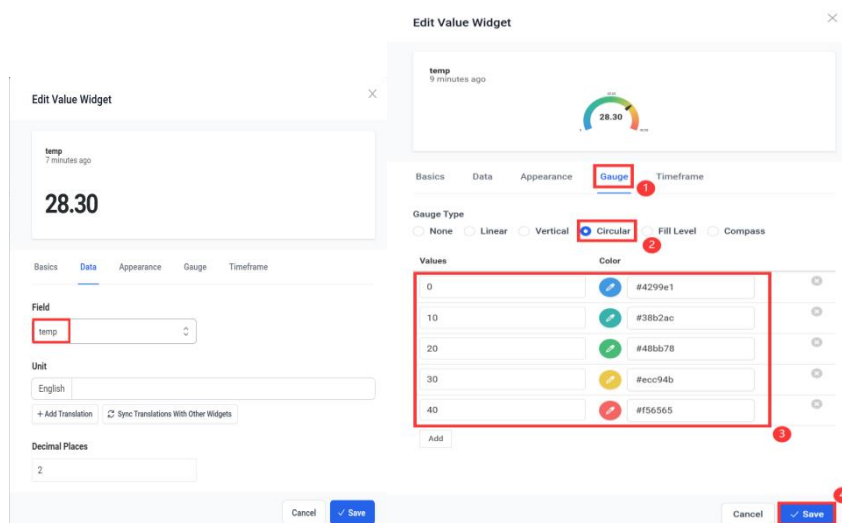 Edit Value Widget
temp
7 minutes ago
28.30
Basics Data Appearance Gauge Timeframe
Field
temp
Unit
English
+ Add Translation Sync Translations With Other Widgets
Decimal Places
2
Cancel Save
Edit Value Widget
temp
9 minutes ago
28.30
Basics Data Appearance Gauge Timeframe
1
Gauge Type
None Linear Vertical Circular Fill Level Compass
2
Values Color
0 #4299e1
10 #38b2ac
20 #48bb78
30 #ecc94b
40 #f56565
3
Add
4
Cancel Save